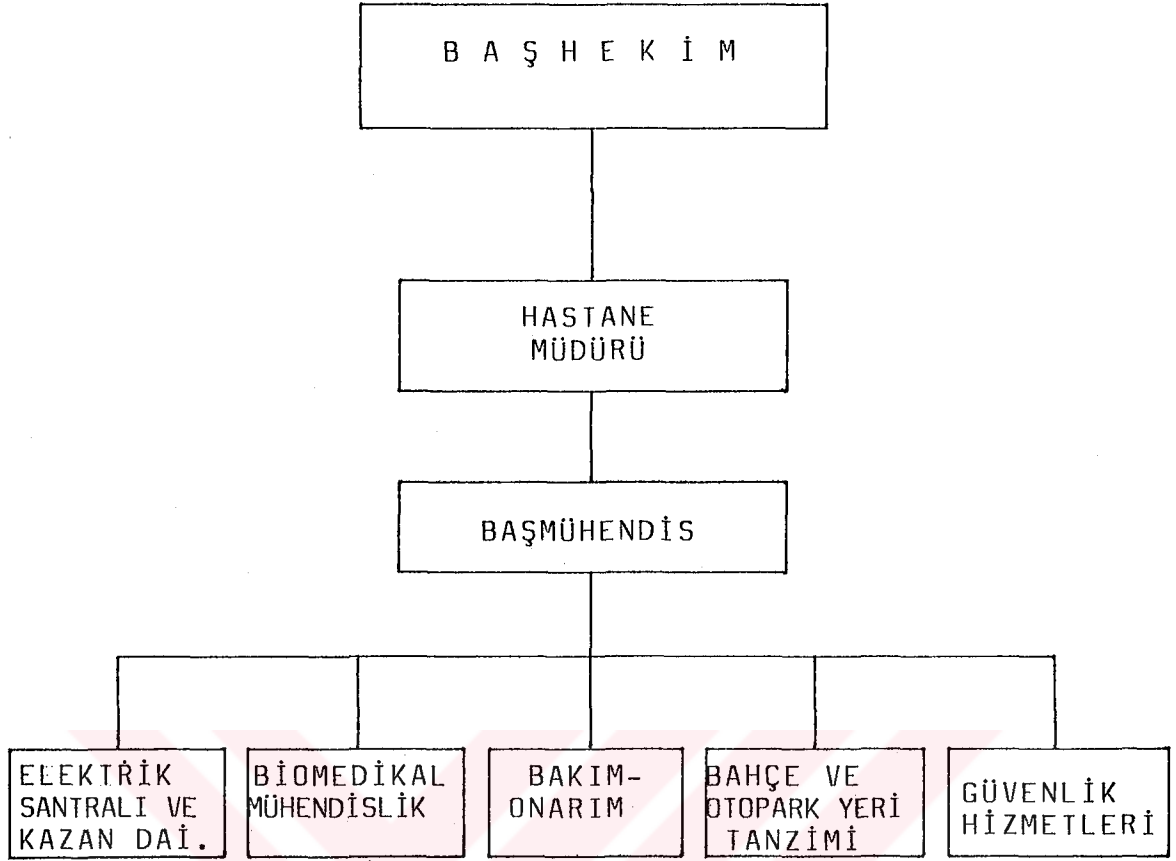 B A Ş H E K İ M
HASTANE
MÜDÜRÜ
BAŞMÜHENDİS
ELEKTRİK
SANTRALI VE
KAZAN DAİ.
BİOMEDİKAL
MÜHENDİSLİK
BAKIM-
ONARIM
BAHÇE VE
OTOPARK YERİ
TANZİMİ
GÜVENLİK
HİZMETLERİ